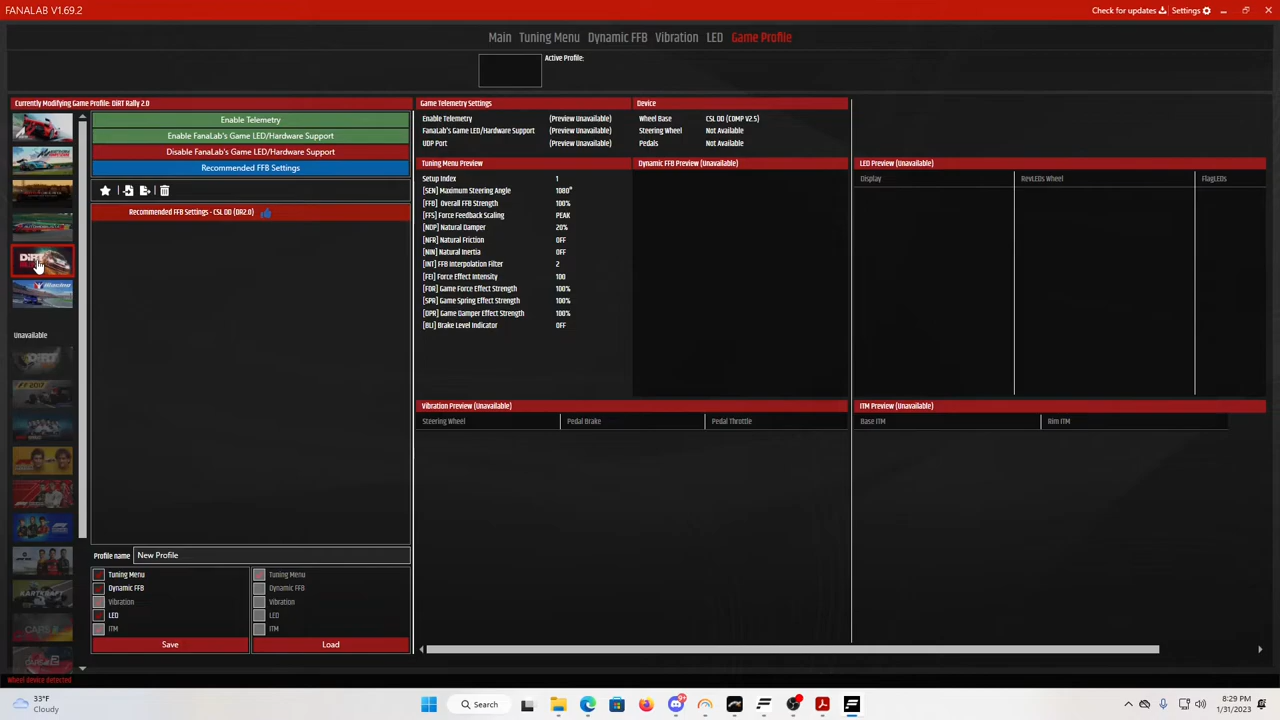 FANALAB V1.69.2
Check for updates
Settings
Main
Tuning Menu
Dynamic FFB
Vibration
LED
Game Profile
Active Profile:
Currently Modifying Game Profile: DiRT Rally 2.0
Enable Telemetry
Enable FanaLab's Game LED/Hardware Support
Disable FanaLab's Game LED/Hardware Support
Recommended FFB Settings
Recommended FFB Settings - CSL DD (DR2.0)
Unavailable
Profile name
New Profile
Tuning Menu
Dynamic FFB
Vibration
LED
ITM
Save
Tuning Menu
Dynamic FFB
Vibration
LED
ITM
Load
Game Telemetry Settings
Enable Telemetry (Preview Unavailable)
FanaLab's Game LED/Hardware Support (Preview Unavailable)
UDP Port (Preview Unavailable)
Device
Wheel Base CSL DD (COMP V2.5)
Steering Wheel Not Available
Pedals Not Available
Tuning Menu Preview
Setup Index 1
[SEN] Maximum Steering Angle 1080°
[FFB] Overall FFB Strength 100%
[FFS] Force Feedback Scaling PEAK
[NDP] Natural Damper 20%
[NFR] Natural Friction OFF
[NIN] Natural Inertia OFF
[INT] FFB Interpolation Filter 2
[FEI] Force Effect Intensity 100
[FOR] Game Force Effect Strength 100%
[SPR] Game Spring Effect Strength 100%
[DPR] Game Damper Effect Strength 100%
[BLI] Brake Level Indicator OFF
Dynamic FFB Preview (Unavailable)
LED Preview (Unavailable)
Display
RevLEDs Wheel
FlagLEDs
Vibration Preview (Unavailable)
Steering Wheel
Pedal Brake
Pedal Throttle
ITM Preview (Unavailable)
Base ITM
Rim ITM
Wheel device detected
33°F
Cloudy
Search
8:29 PM
1/31/2023